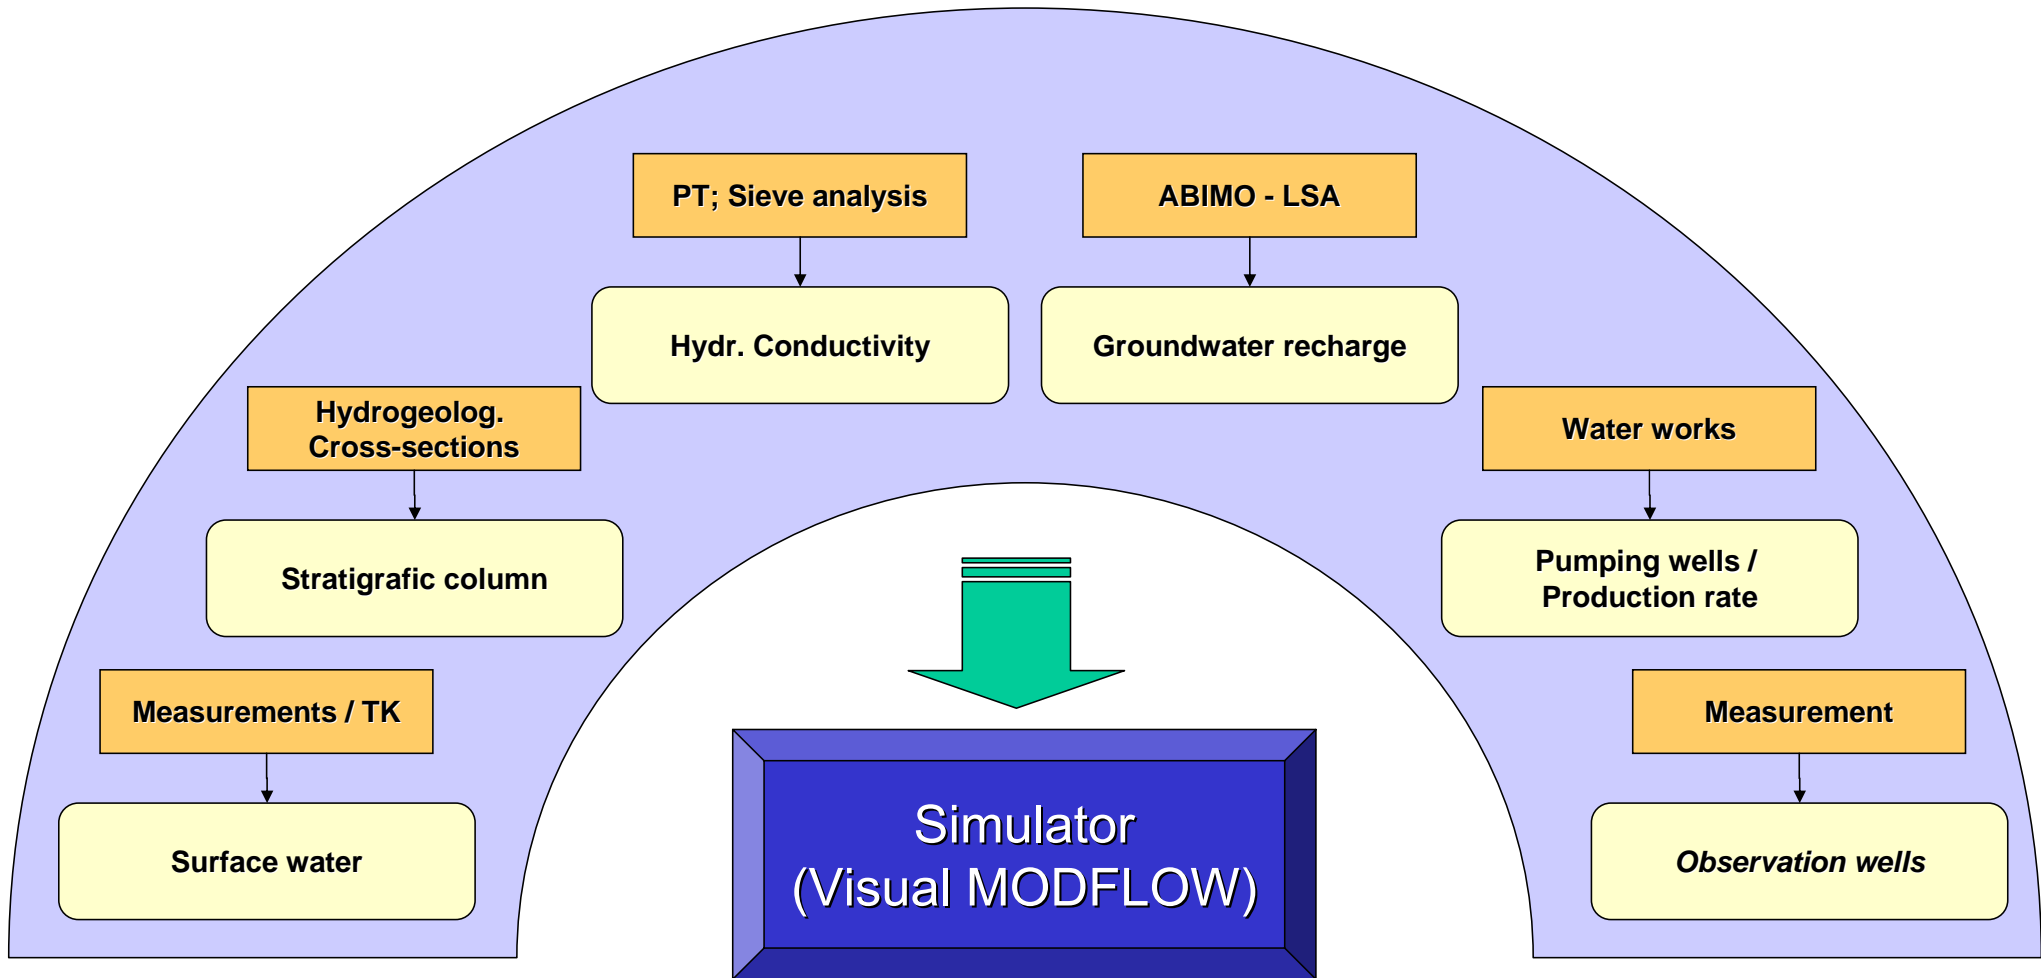 PT; Sieve analysis
ABIMO - LSA
Hydr. Conductivity
Groundwater recharge
Hydrogeolog.
Cross-sections
Water works
Stratigrafic column
Pumping wells /
Production rate
Measurements / TK
Measurement
Surface water
Observation wells
Simulator
(Visual MODFLOW)